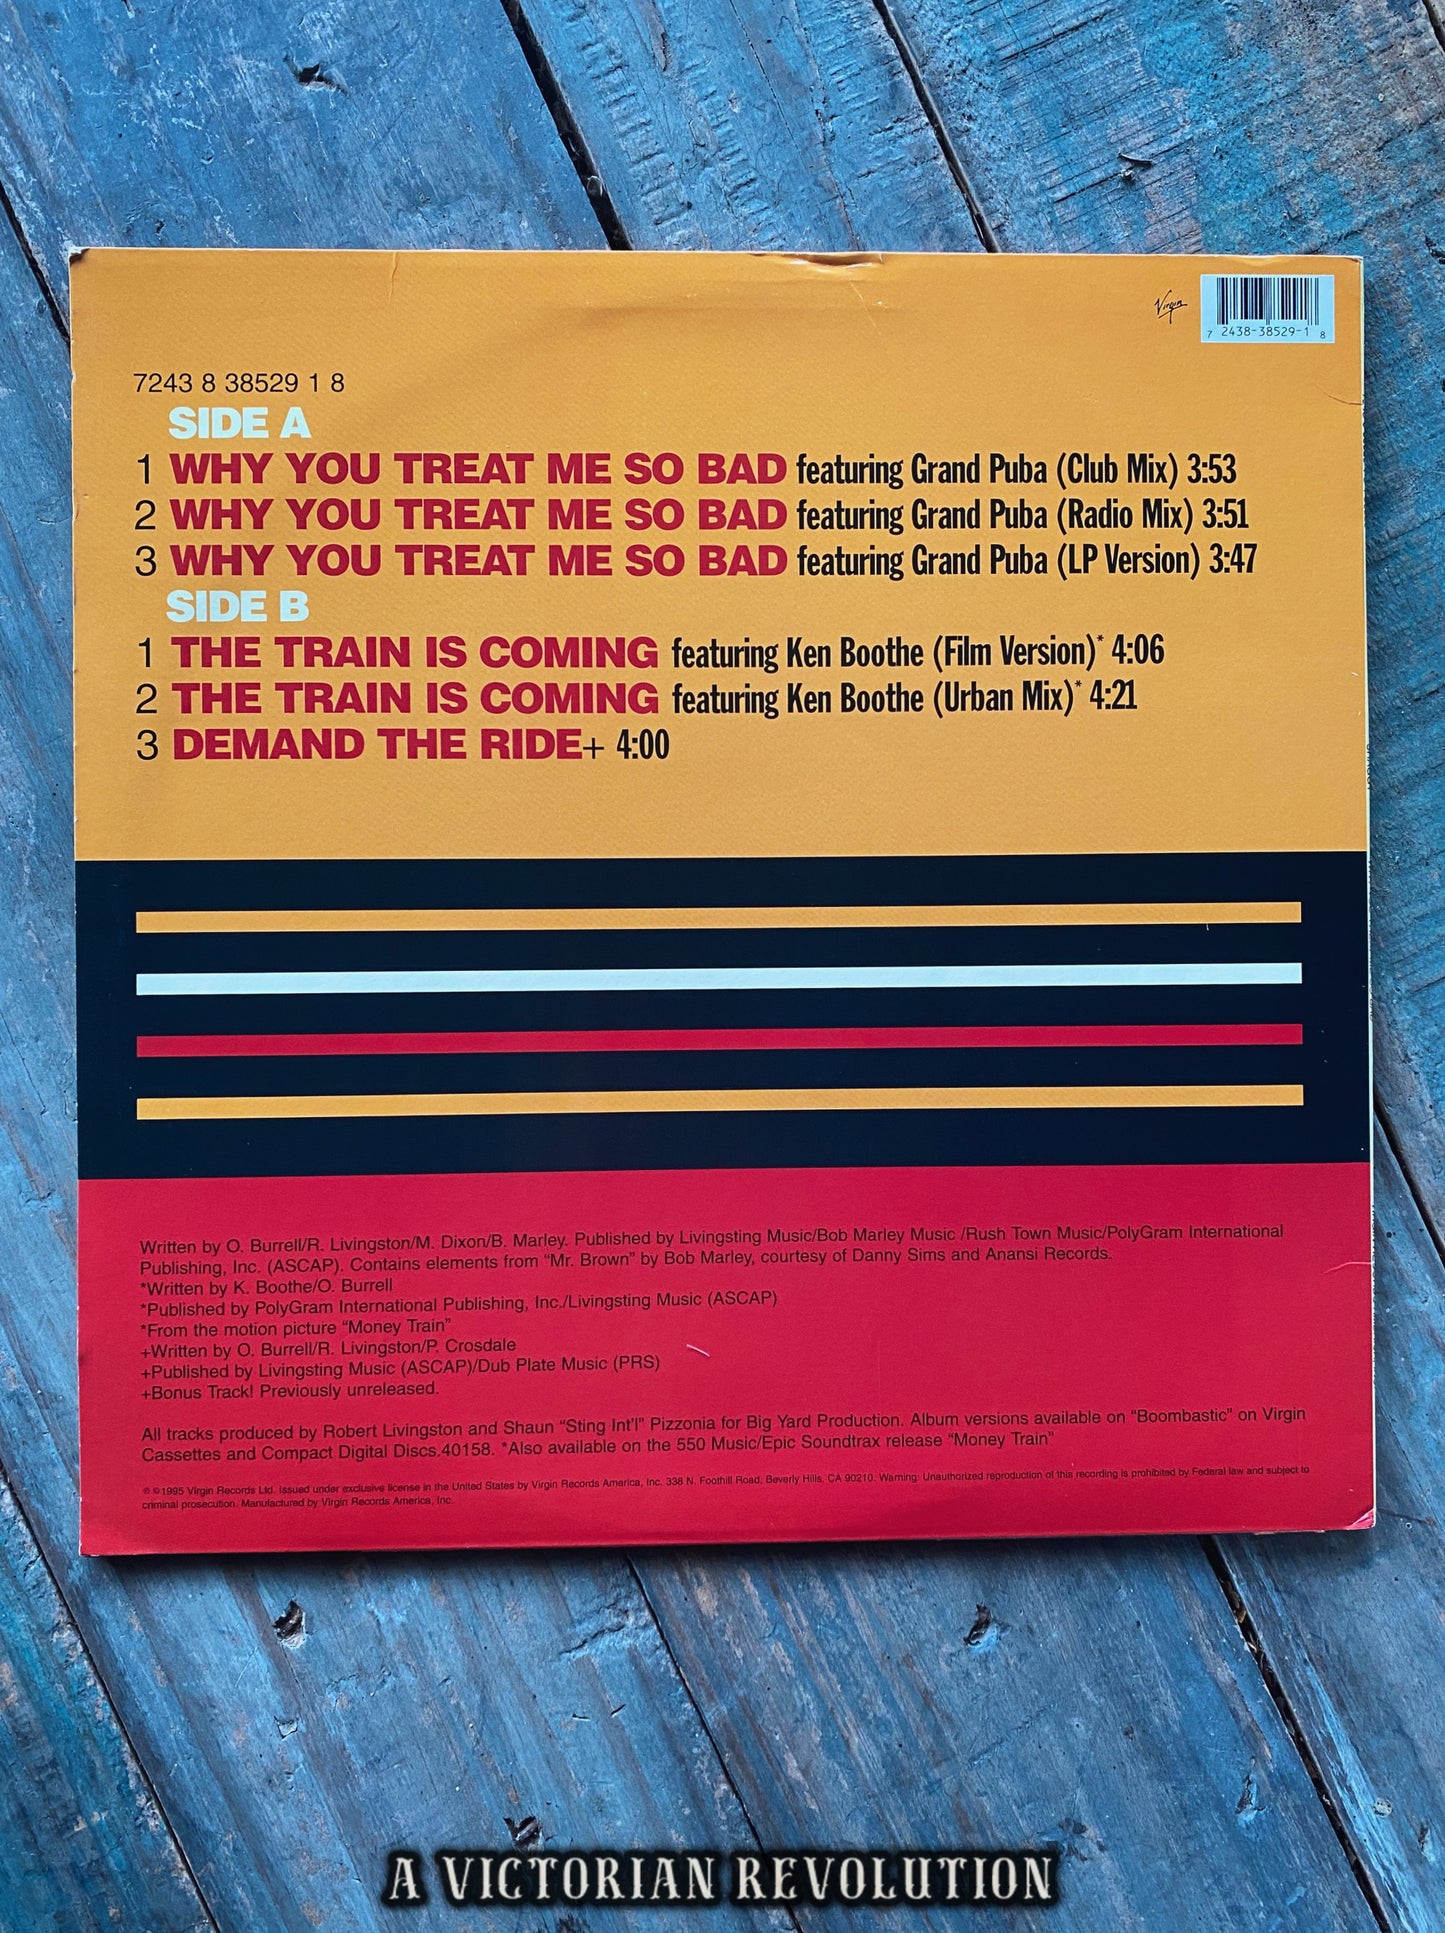 Virgin
7 2438-38529-1 8
7243 8 38529 1 8
SIDE A
1 WHY YOU TREAT ME SO BAD featuring Grand Puba (Club Mix) 3:53
2 WHY YOU TREAT ME SO BAD featuring Grand Puba (Radio Mix) 3:51
3 WHY YOU TREAT ME SO BAD featuring Grand Puba (LP Version) 3:47
SIDE B
1 THE TRAIN IS COMING featuring Ken Boothe (Film Version)* 4:06
2 THE TRAIN IS COMING featuring Ken Boothe (Urban Mix)* 4:21
3 DEMAND THE RIDE+ 4:00
Written by O. Burrell/R. Livingston/M. Dixon/B. Marley. Published by Livingsting Music/Bob Marley Music /Rush Town Music/PolyGram International
Publishing, Inc. (ASCAP). Contains elements from “Mr. Brown” by Bob Marley, courtesy of Danny Sims and Anansi Records.
*Written by K. Boothe/O. Burrell
*Published by PolyGram International Publishing, Inc./Livingsting Music (ASCAP)
*From the motion picture “Money Train”
+Written by O. Burrell/R. Livingston/P. Crosdale
+Published by Livingsting Music (ASCAP)/Dub Plate Music (PRS)
+Bonus Track! Previously unreleased.
All tracks produced by Robert Livingston and Shaun “Sting Int'l” Pizzonia for Big Yard Production. Album versions available on “Boombastic” on Virgin
Cassettes and Compact Digital Discs.40158. *Also available on the 550 Music/Epic Soundtrax release “Money Train”
℗ ©1995 Virgin Records Ltd. Issued under exclusive license in the United States by Virgin Records America, Inc. 338 N. Foothill Road, Beverly Hills, CA 90210. Warning: Unauthorized reproduction of this recording is prohibited by Federal law and subject to
criminal prosecution. Manufactured by Virgin Records America, Inc.
A VICTORIAN REVOLUTION